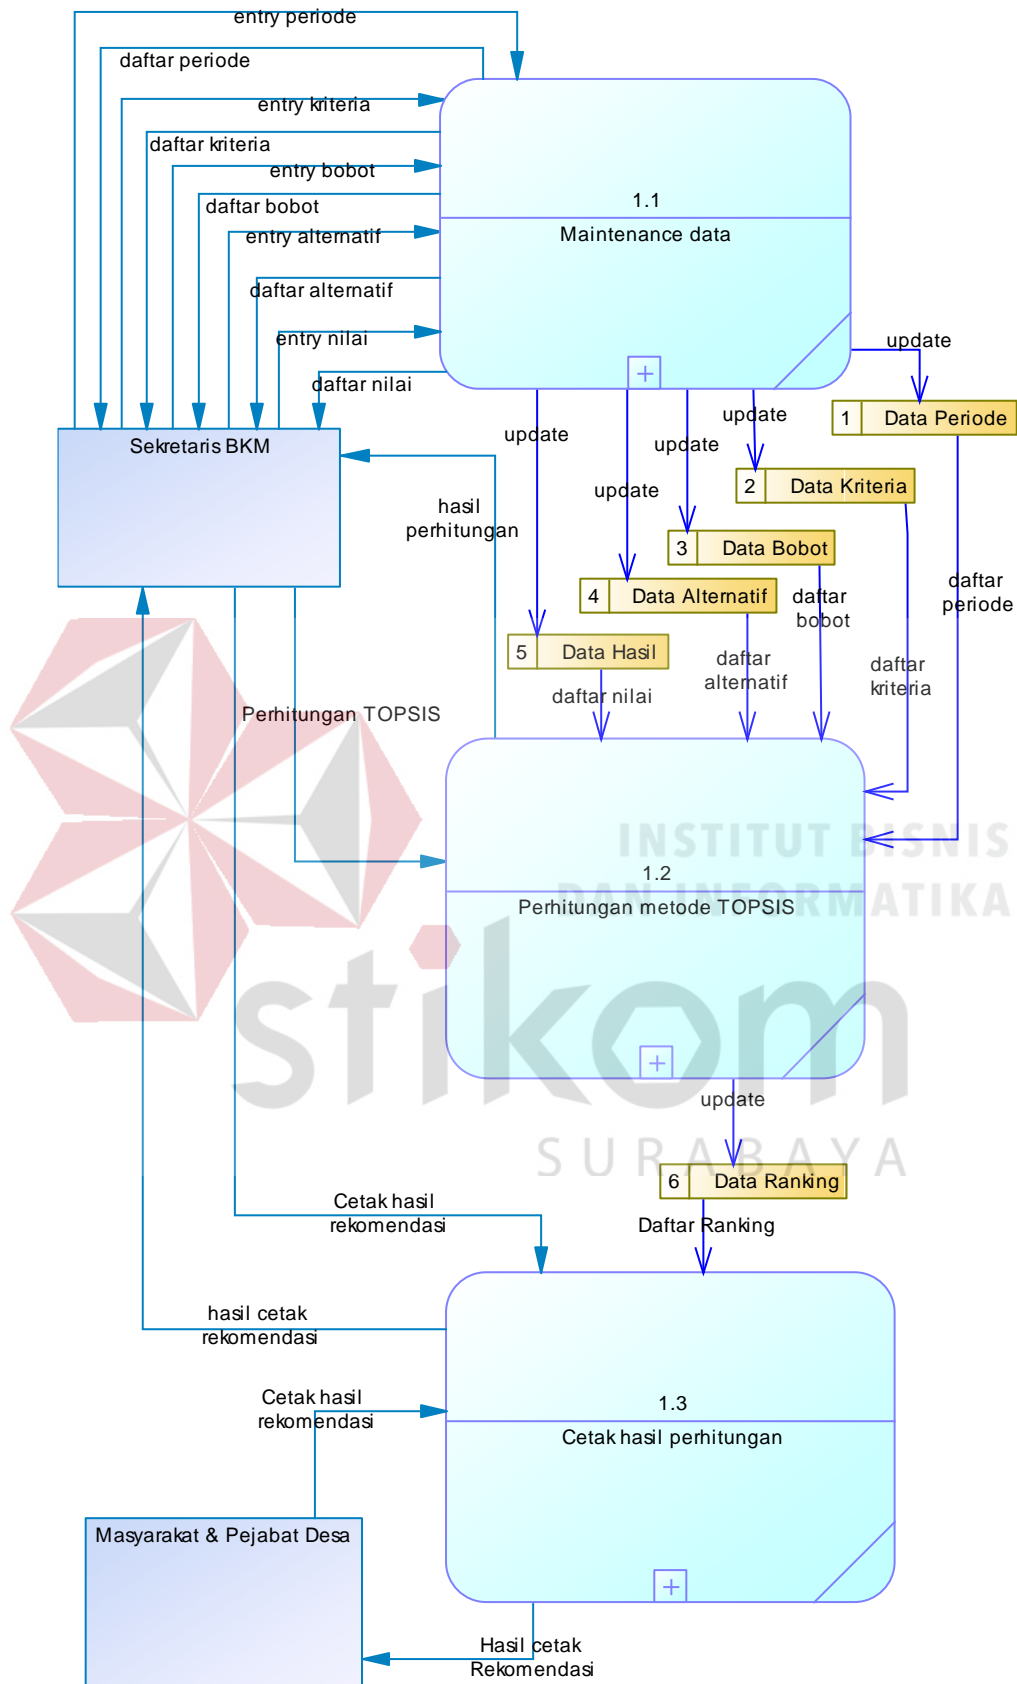 entry periode
daftar periode
entry kriteria
daftar kriteria
entry bobot
daftar bobot
entry alternatif
daftar alternatif
entry nilai
daftar nilai
1.1
Maintenance data
update
update
update
update
update
1 Data Periode
2 Data Kriteria
3 Data Bobot
4 Data Alternatif
5 Data Hasil
Sekretaris BKM
hasil
perhitungan
daftar
periode
daftar
bobot
daftar
kriteria
daftar
alternatif
daftar nilai
Perhitungan TOPSIS
INSTITUT BISNIS
DAN INFORMATIKA
1.2
Perhitungan metode TOPSIS
stikom
SURABAYA
update
6 Data Ranking
Daftar Ranking
Cetak hasil
rekomendasi
hasil cetak
rekomendasi
Cetak hasil
rekomendasi
1.3
Cetak hasil perhitungan
Masyarakat & Pejabat Desa
Hasil cetak
Rekomendasi